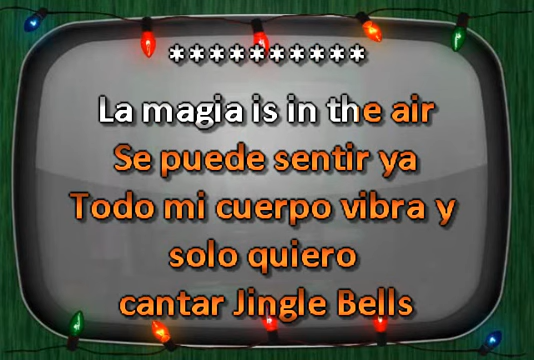 **********
La magia is in the air
Se puede sentir ya
Todo mi cuerpo vibra y
solo quiero
cantar Jingle Bells